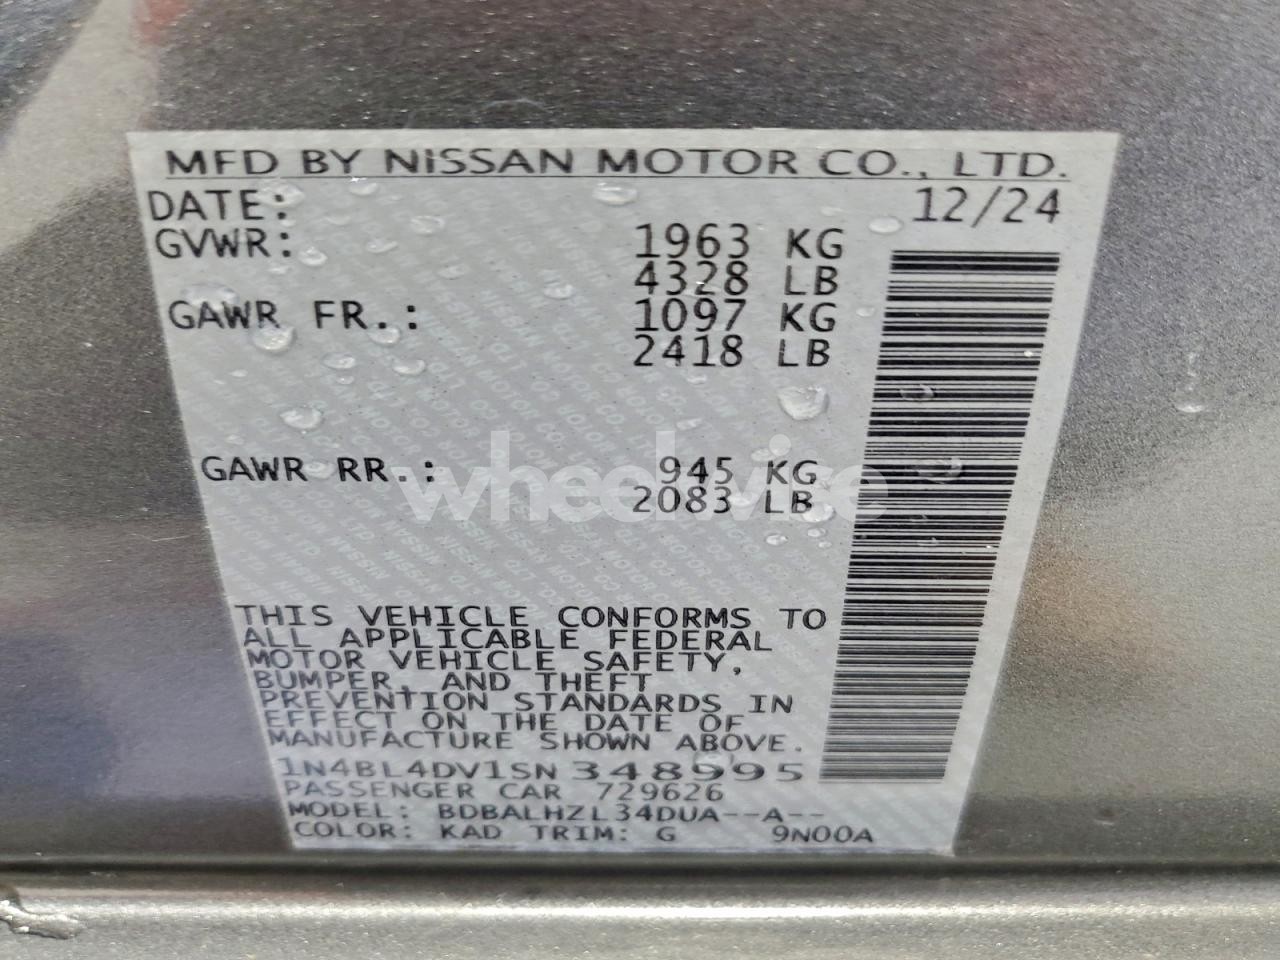 MFD BY NISSAN MOTOR CO., LTD.
DATE: 12/24
GVWR: 1963 KG
4328 LB
GAWR FR.: 1097 KG
2418 LB
GAWR RR.: 945 KG
2083 LB
wheelwise
THIS VEHICLE CONFORMS TO
ALL APPLICABLE FEDERAL
MOTOR VEHICLE SAFETY,
BUMPER, AND THEFT
PREVENTION STANDARDS IN
EFFECT ON THE DATE OF
MANUFACTURE SHOWN ABOVE.
1N4BL4DV1SN348995
PASSENGER CAR 729626
MODEL: BDBALHZL34DUA--A--
COLOR: KAD TRIM: G 9N00A